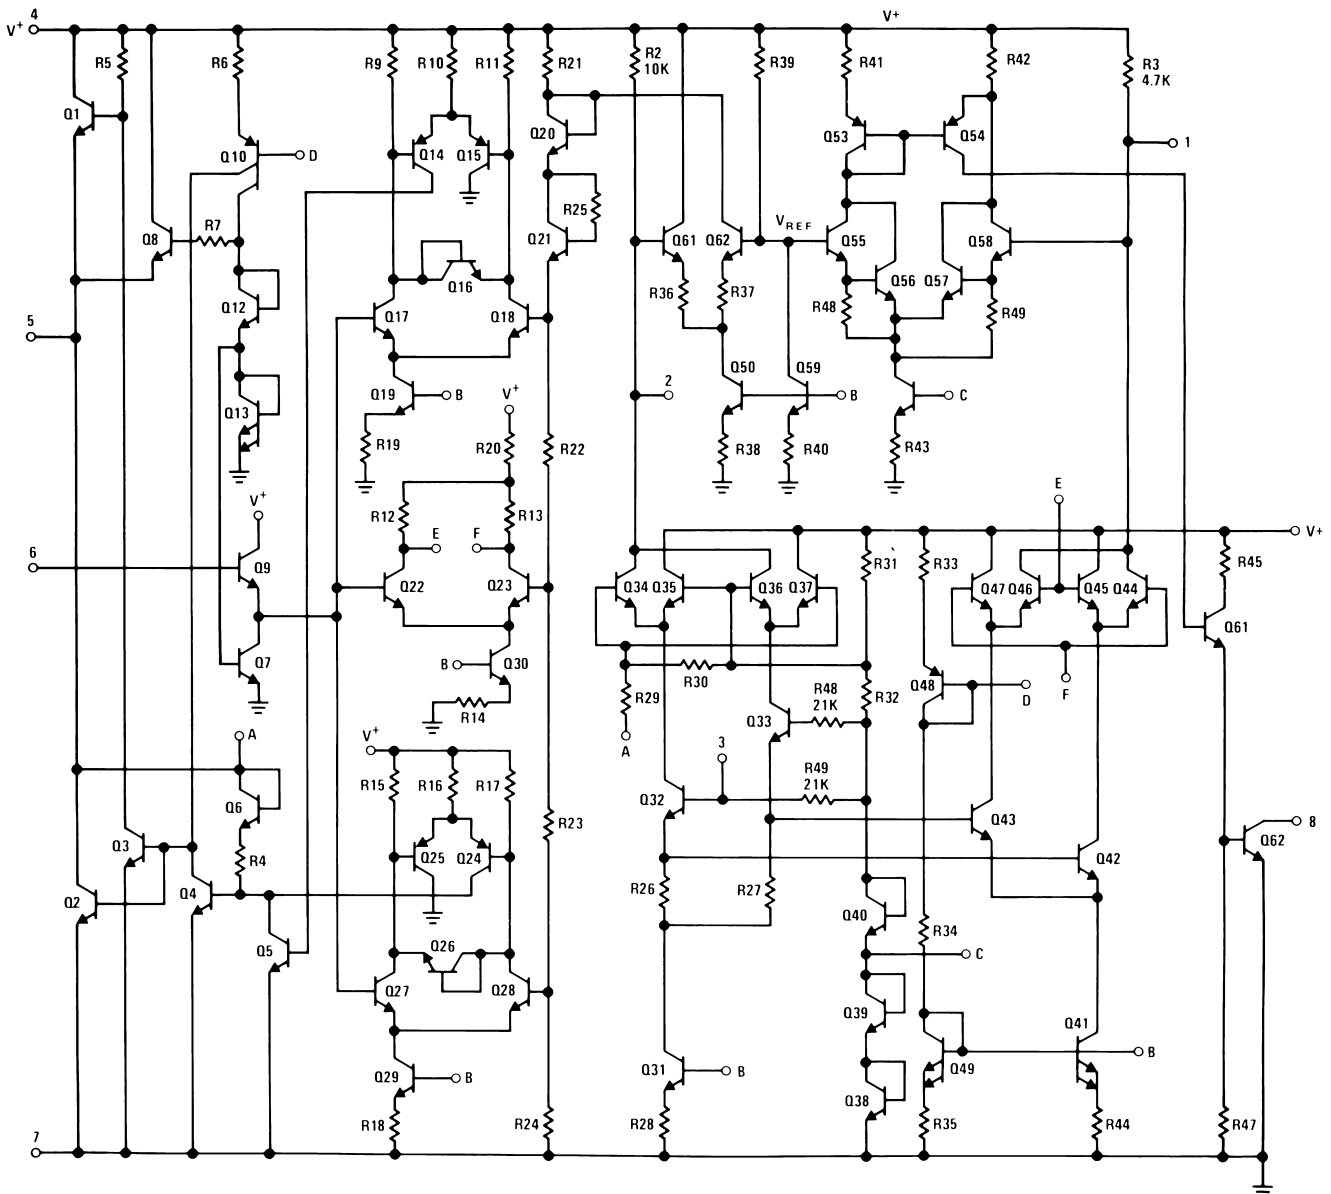 V+ 4
V+
R5
R6
R9
R10
R11
R21
R2
10K
R39
R41
R42
R3
4.7K
Q1
Q10
D
Q14
Q15
Q20
Q53
Q54
1
Q8
R7
R25
Q21
Q61
Q62
VREF
Q55
Q58
Q12
Q16
R36
R37
Q56
Q57
R48
R49
5
Q17
Q18
Q13
Q19
B
V+
Q50
Q59
2
B
C
R19
R20
R22
R38
R40
R43
V+
R12
R13
E
E
F
V+
6
Q9
Q22
Q23
Q34
Q35
Q36
Q37
R31
R33
Q47
Q46
Q45
Q44
R45
Q61
Q7
B
Q30
R14
R30
R29
A
R48
21K
R32
Q48
D
F
Q33
A
V+
3
R49
21K
R15
R16
R17
Q6
Q32
R23
Q43
Q3
R4
Q25
Q24
Q42
8
Q62
Q2
Q4
R26
R27
Q40
R34
Q5
Q26
C
Q27
Q28
Q39
Q41
B
Q29
B
Q31
B
Q49
Q38
R18
R24
R28
R35
R44
R47
7